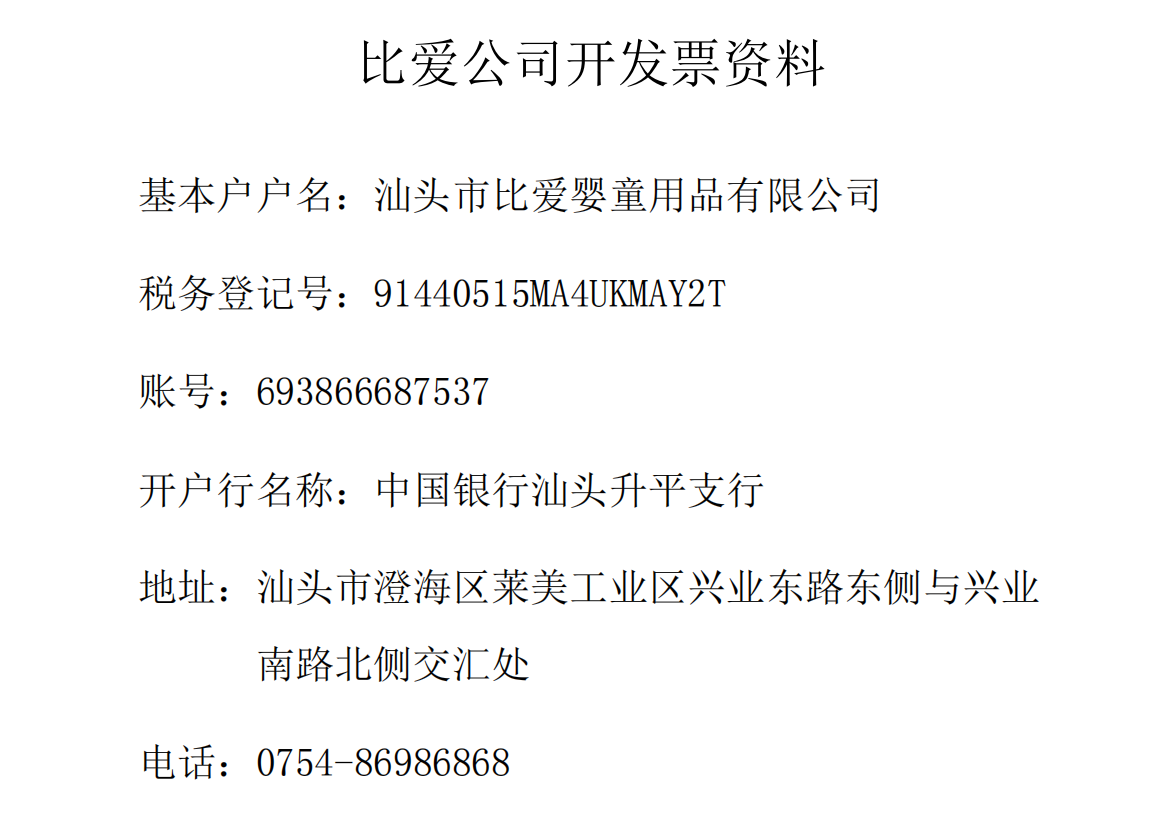 比爱公司开发票资料
基本户户名：汕头市比爱婴童用品有限公司
税务登记号：91440515MA4UKMAY2T
账号：693866687537
开户行名称：中国银行汕头升平支行
地址：汕头市澄海区莱美工业区兴业东路东侧与兴业
南路北侧交汇处
电话：0754-86986868